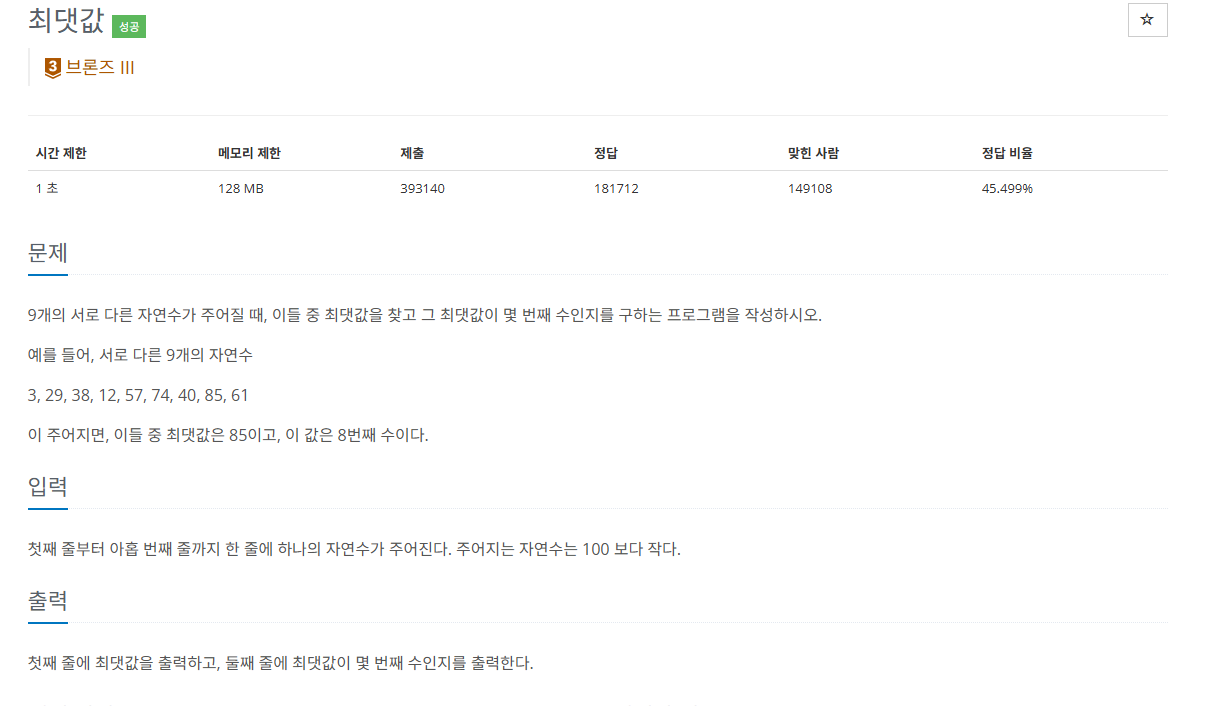 최댓값 성공
☆
3 브론즈 III
시간 제한 메모리 제한 제출 정답 맞힌 사람 정답 비율
1 초 128 MB 393140 181712 149108 45.499%
문제
9개의 서로 다른 자연수가 주어질 때, 이들 중 최댓값을 찾고 그 최댓값이 몇 번째 수인지를 구하는 프로그램을 작성하시오.
예를 들어, 서로 다른 9개의 자연수
3, 29, 38, 12, 57, 74, 40, 85, 61
이 주어지면, 이들 중 최댓값은 85이고, 이 값은 8번째 수이다.
입력
첫째 줄부터 아홉 번째 줄까지 한 줄에 하나의 자연수가 주어진다. 주어지는 자연수는 100 보다 작다.
출력
첫째 줄에 최댓값을 출력하고, 둘째 줄에 최댓값이 몇 번째 수인지를 출력한다.